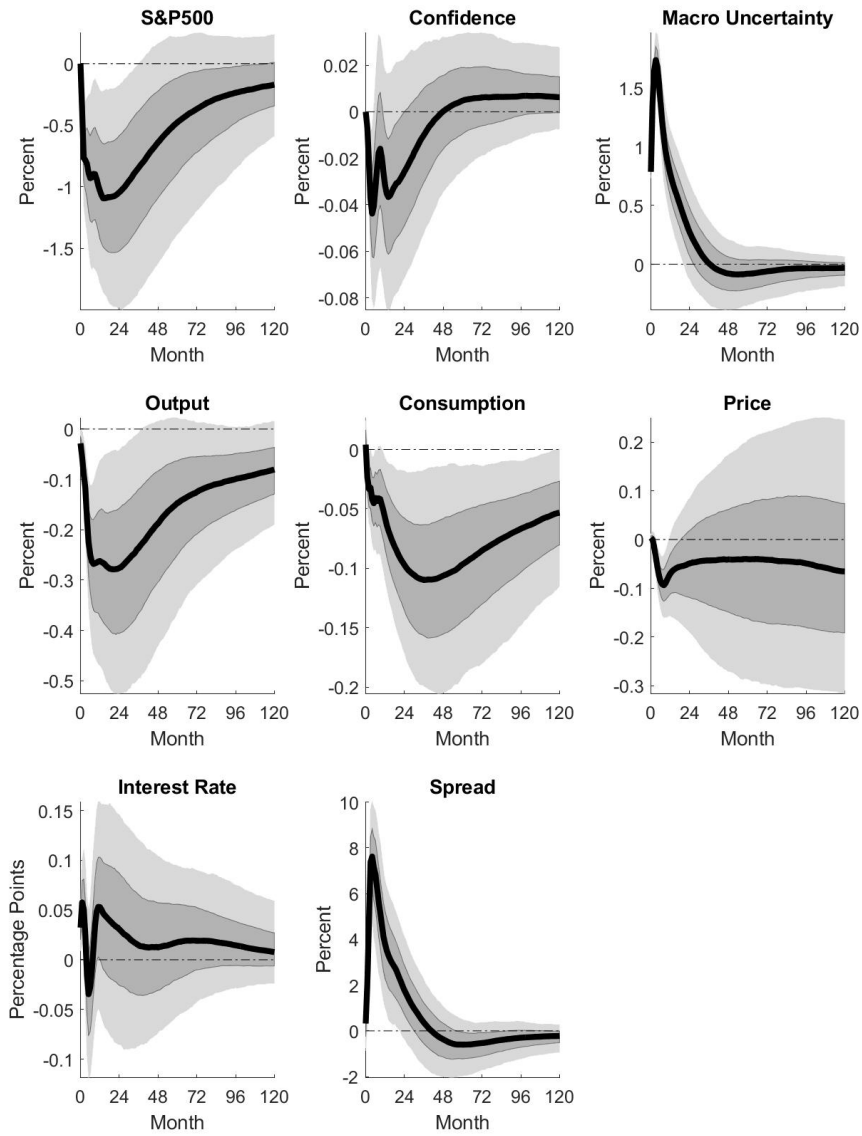 S&P500
Percent
0
-0.5
-1
-1.5
0 24 48 72 96 120
Month
Confidence
Percent
0.02
0
-0.02
-0.04
-0.06
-0.08
0 24 48 72 96 120
Month
Macro Uncertainty
Percent
1.5
1
0.5
0
0 24 48 72 96 120
Month
Output
Percent
0
-0.1
-0.2
-0.3
-0.4
-0.5
0 24 48 72 96 120
Month
Consumption
Percent
0
-0.05
-0.1
-0.15
-0.2
0 24 48 72 96 120
Month
Price
Percent
0.2
0.1
0
-0.1
-0.2
-0.3
0 24 48 72 96 120
Month
Interest Rate
Percentage Points
0.15
0.1
0.05
0
-0.05
-0.1
0 24 48 72 96 120
Month
Spread
Percent
10
8
6
4
2
0
-2
0 24 48 72 96 120
Month